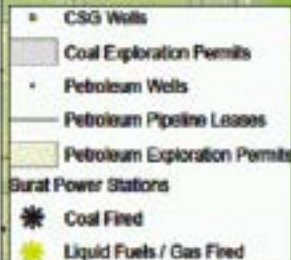 CSG Wells
Coal Exploration Permits
Petroleum Wells
Petroleum Pipeline Leases
Petroleum Exploration Permits
Surat Power Stations
Coal Fired
Liquid Fuels / Gas Fired